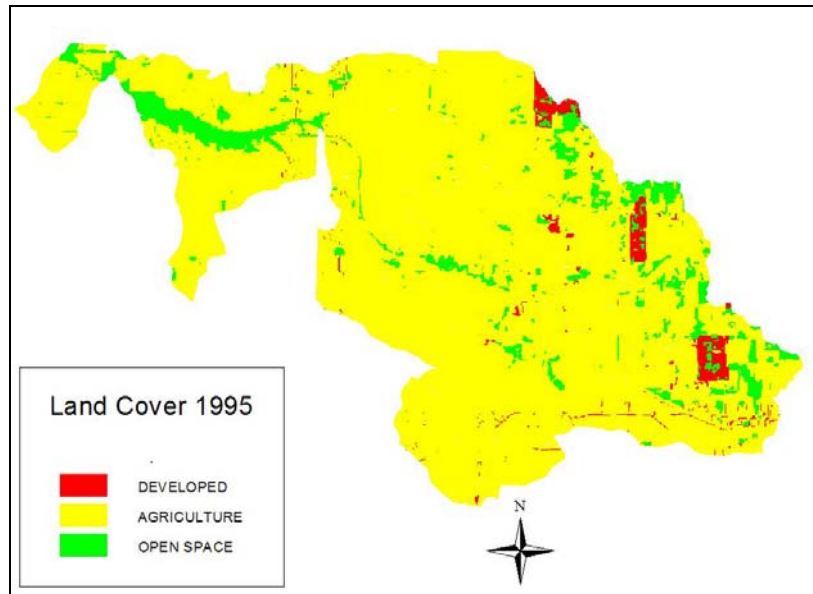 Land Cover 1995
DEVELOPED
AGRICULTURE
OPEN SPACE
N